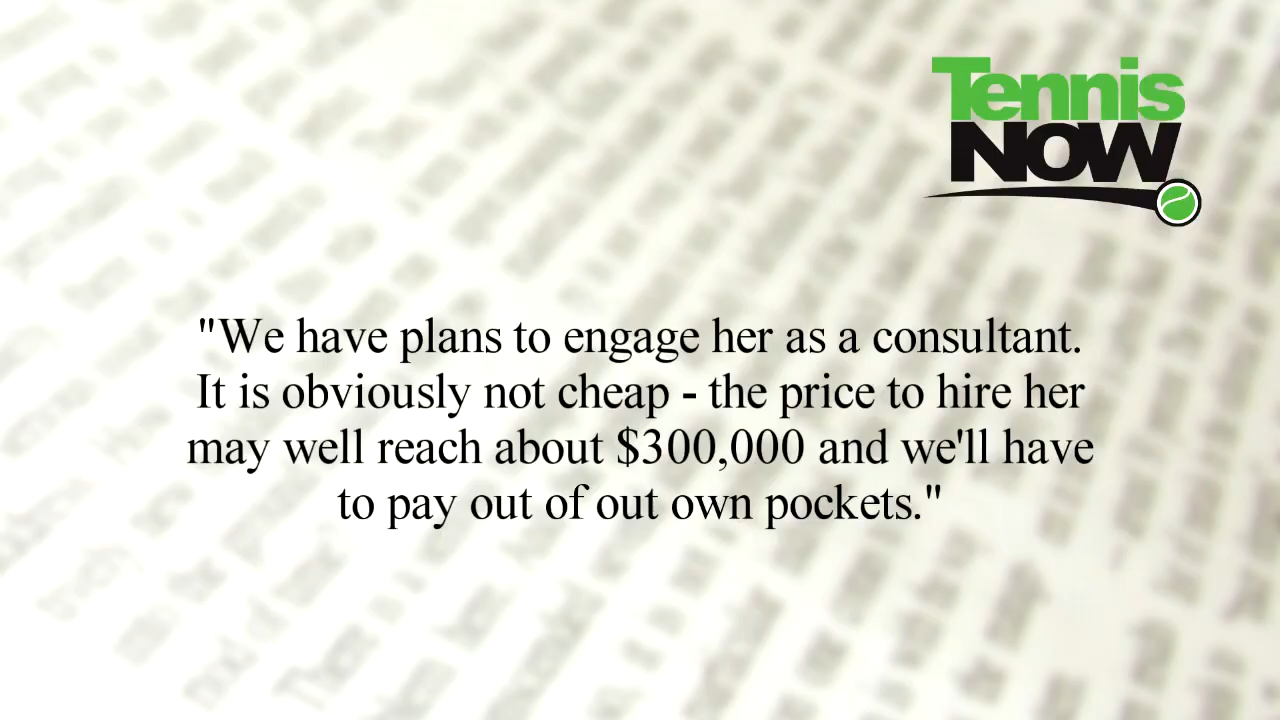 Tennis
NOW
"We have plans to engage her as a consultant.
It is obviously not cheap - the price to hire her
may well reach about $300,000 and we'll have
to pay out of out own pockets."